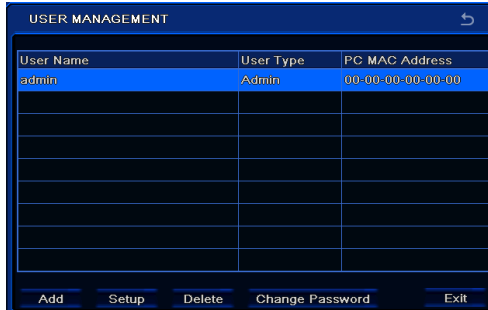 USER MANAGEMENT
User Name User Type PC MAC Address
admin Admin 00-00-00-00-00-00
Add Setup Delete Change Password Exit